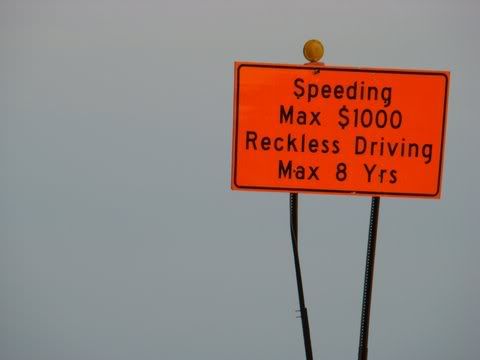 Speeding
Max $1000
Reckless Driving
Max 8 Yrs